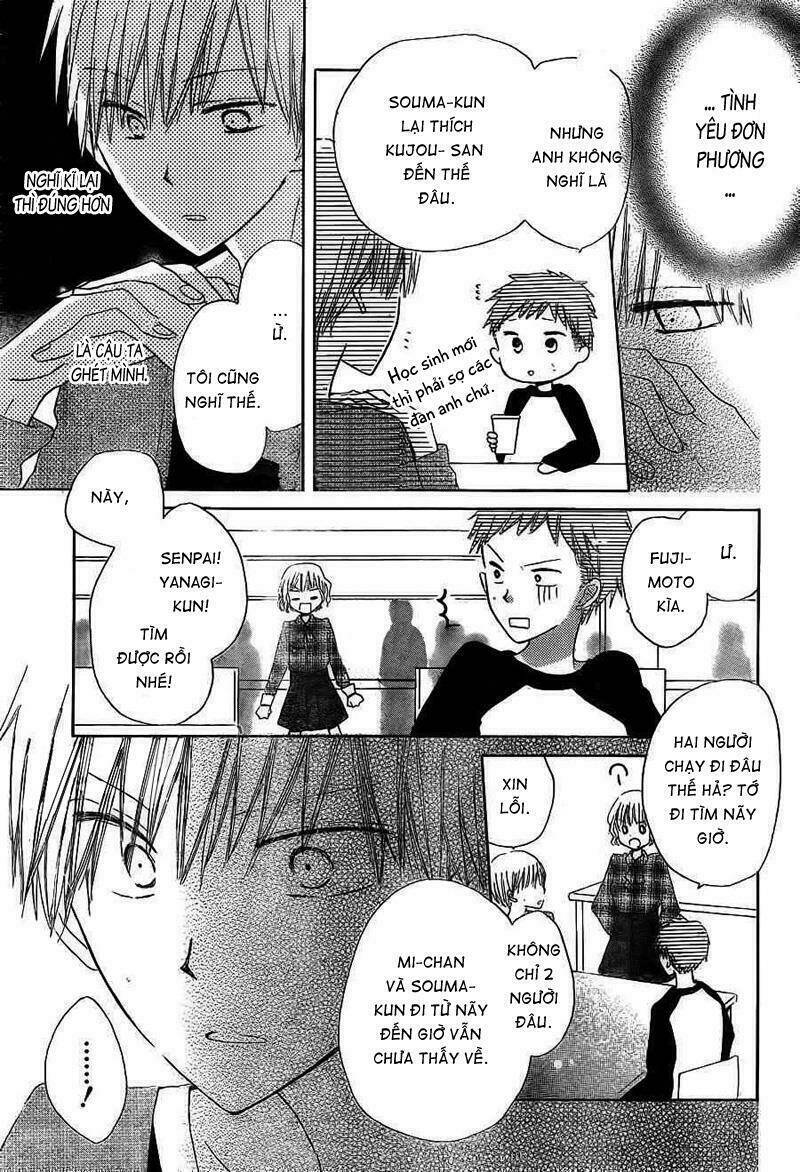 ... TÌNH
YÊU ĐƠN
PHƯƠNG
...
NHƯNG
ANH KHÔNG
NGHĨ LÀ
SOUMA-KUN
LẠI THÍCH
KUJOU- SAN
ĐẾN THẾ
ĐÂU.
Học sinh mới
thì phải sợ các
đàn anh chứ.
...
Ừ.
TÔI CŨNG
NGHĨ THẾ.
NGHĨ KĨ LẠI
THÌ ĐÚNG HƠN
LÀ CẬU TA
GHÉT MÌNH.
Ư.
FUJI-
MOTO
KÌA.
NÀY,
SENPAI!
YANAGI-
KUN!
TÌM
ĐƯỢC RỒI
NHÉ!
HAI NGƯỜI
CHẠY ĐI ĐÂU
THẾ HẢ? TỚ
ĐI TÌM NÃY
GIỜ.
XIN
LỖI.
KHÔNG
CHỈ 2
NGƯỜI
ĐÂU.
MI-CHAN
VÀ SOUMA-
KUN ĐI TỪ NÃY
ĐẾN GIỜ VẪN
CHƯA THẤY VỀ.
......!